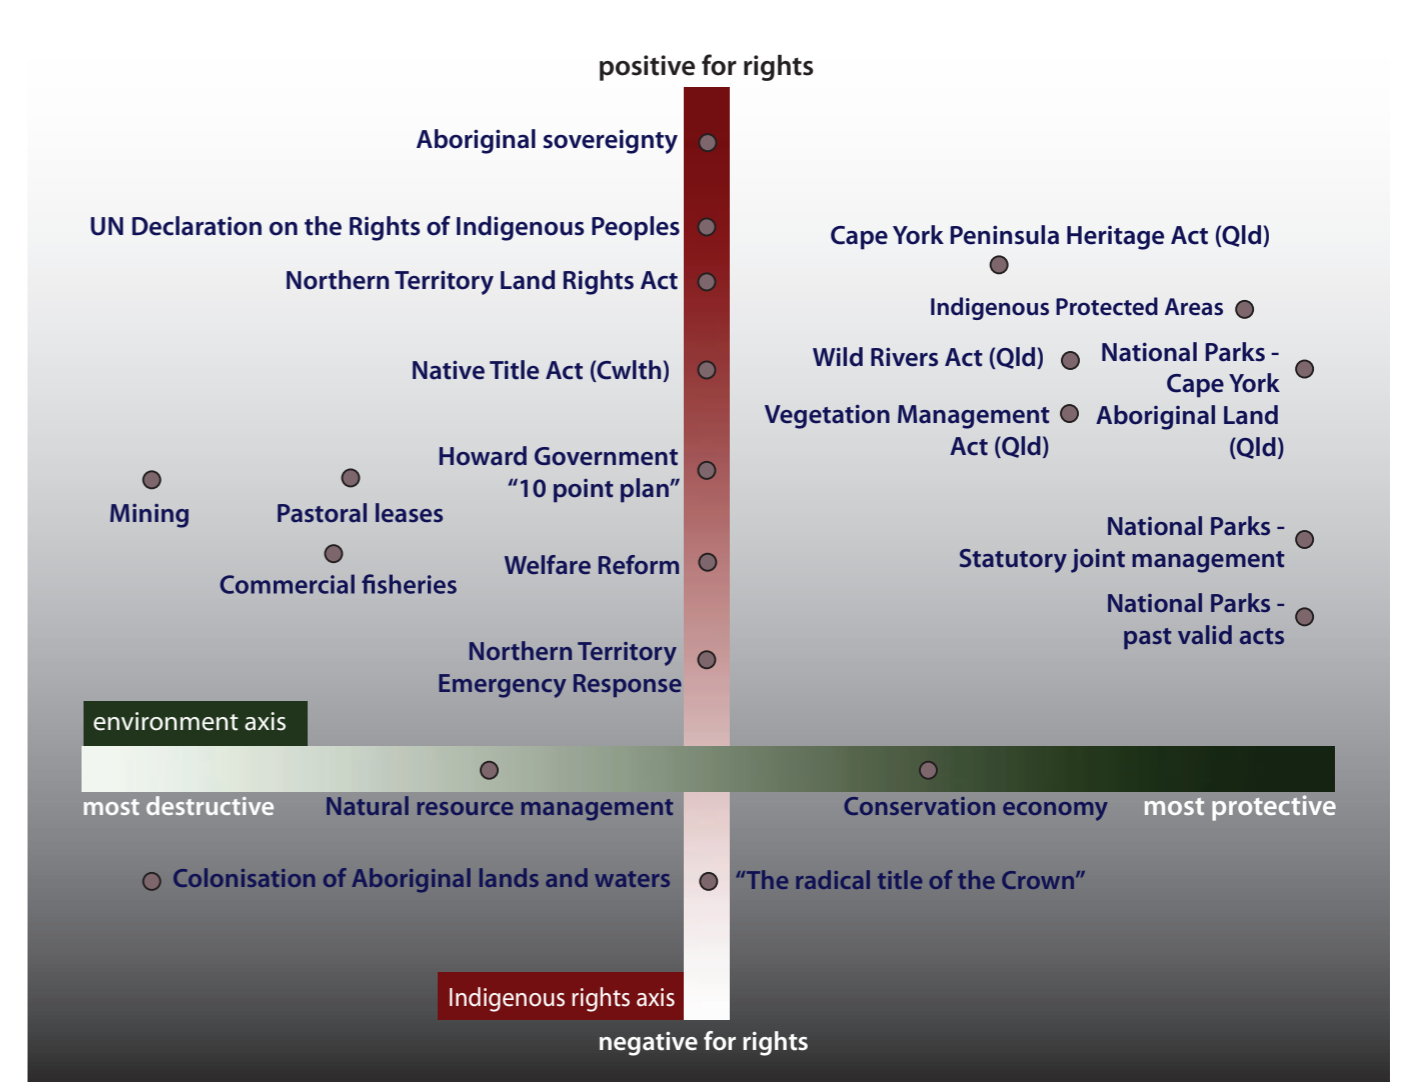 positive for rights
Aboriginal sovereignty
UN Declaration on the Rights of Indigenous Peoples
Cape York Peninsula Heritage Act (Qld)
Northern Territory Land Rights Act
Indigenous Protected Areas
Wild Rivers Act (Qld)
National Parks -
Cape York
Aboriginal Land
(Qld)
Native Title Act (Cwlth)
Vegetation Management
Act (Qld)
Howard Government
“10 point plan”
Mining
Pastoral leases
National Parks -
Statutory joint management
Commercial fisheries
Welfare Reform
National Parks -
past valid acts
Northern Territory
Emergency Response
environment axis
most destructive
Natural resource management
Conservation economy
most protective
Colonisation of Aboriginal lands and waters
“The radical title of the Crown”
Indigenous rights axis
negative for rights